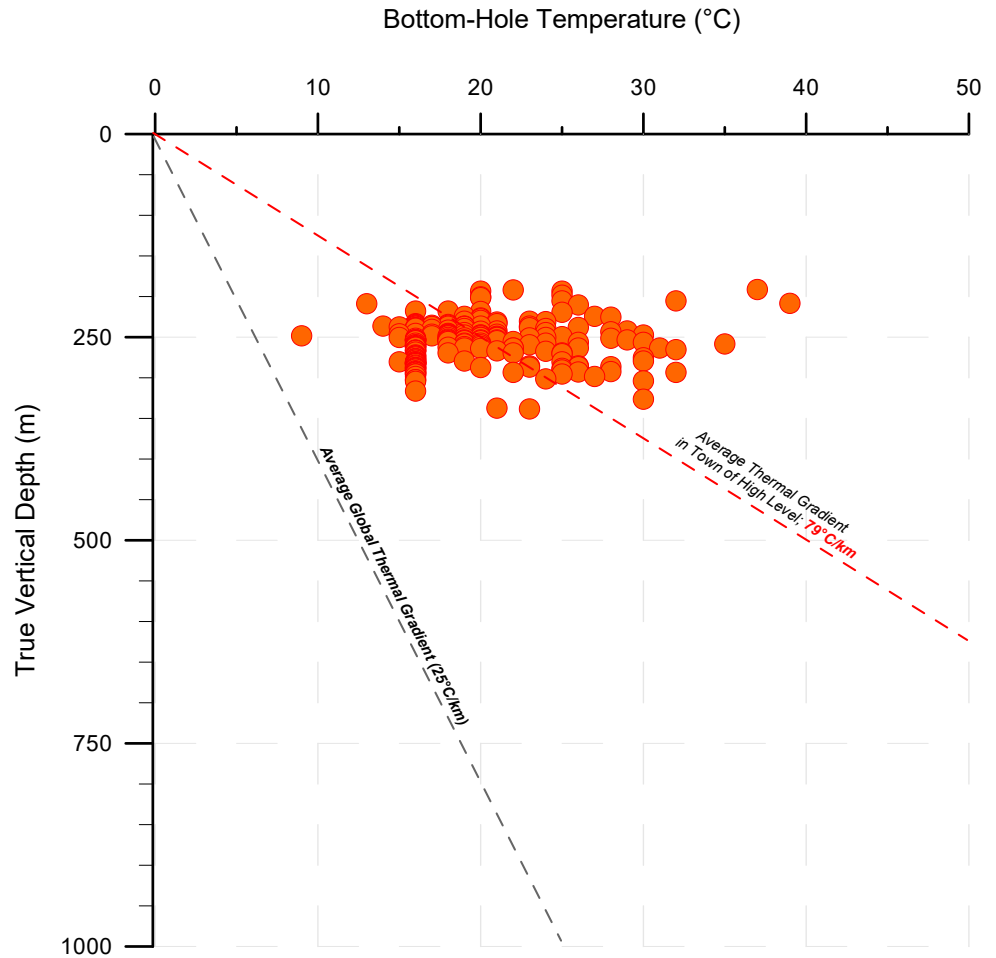 Bottom-Hole Temperature (°C)
0 10 20 30 40 50
0
250
500
750
1000
True Vertical Depth (m)
Average Thermal Gradient
in Town of High Level; 79°C/km
Average Global Thermal Gradient (25°C/km)